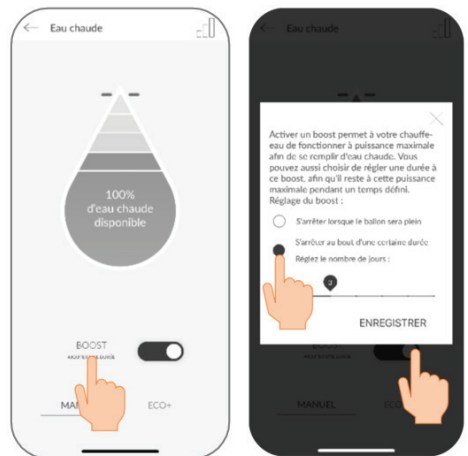 Eau chaude
100%
d'eau chaude
disponible
BOOST
MA
ECO+
Eau chaude
Activer un boost permet à votre chauffe-
eau de fonctionner à puissance maximale
afin de se remplir d'eau chaude. Vous
pouvez aussi choisir de régler une durée à
ce boost, afin qu'il reste à cette puissance
maximale pendant un temps défini.
Réglage du boost :
S'arrêter lorsque le ballon sera plein
S'arrêter au bout d'une certaine durée
Réglez le nombre de jours :
3
ENREGISTRER
BOOST
MANUEL